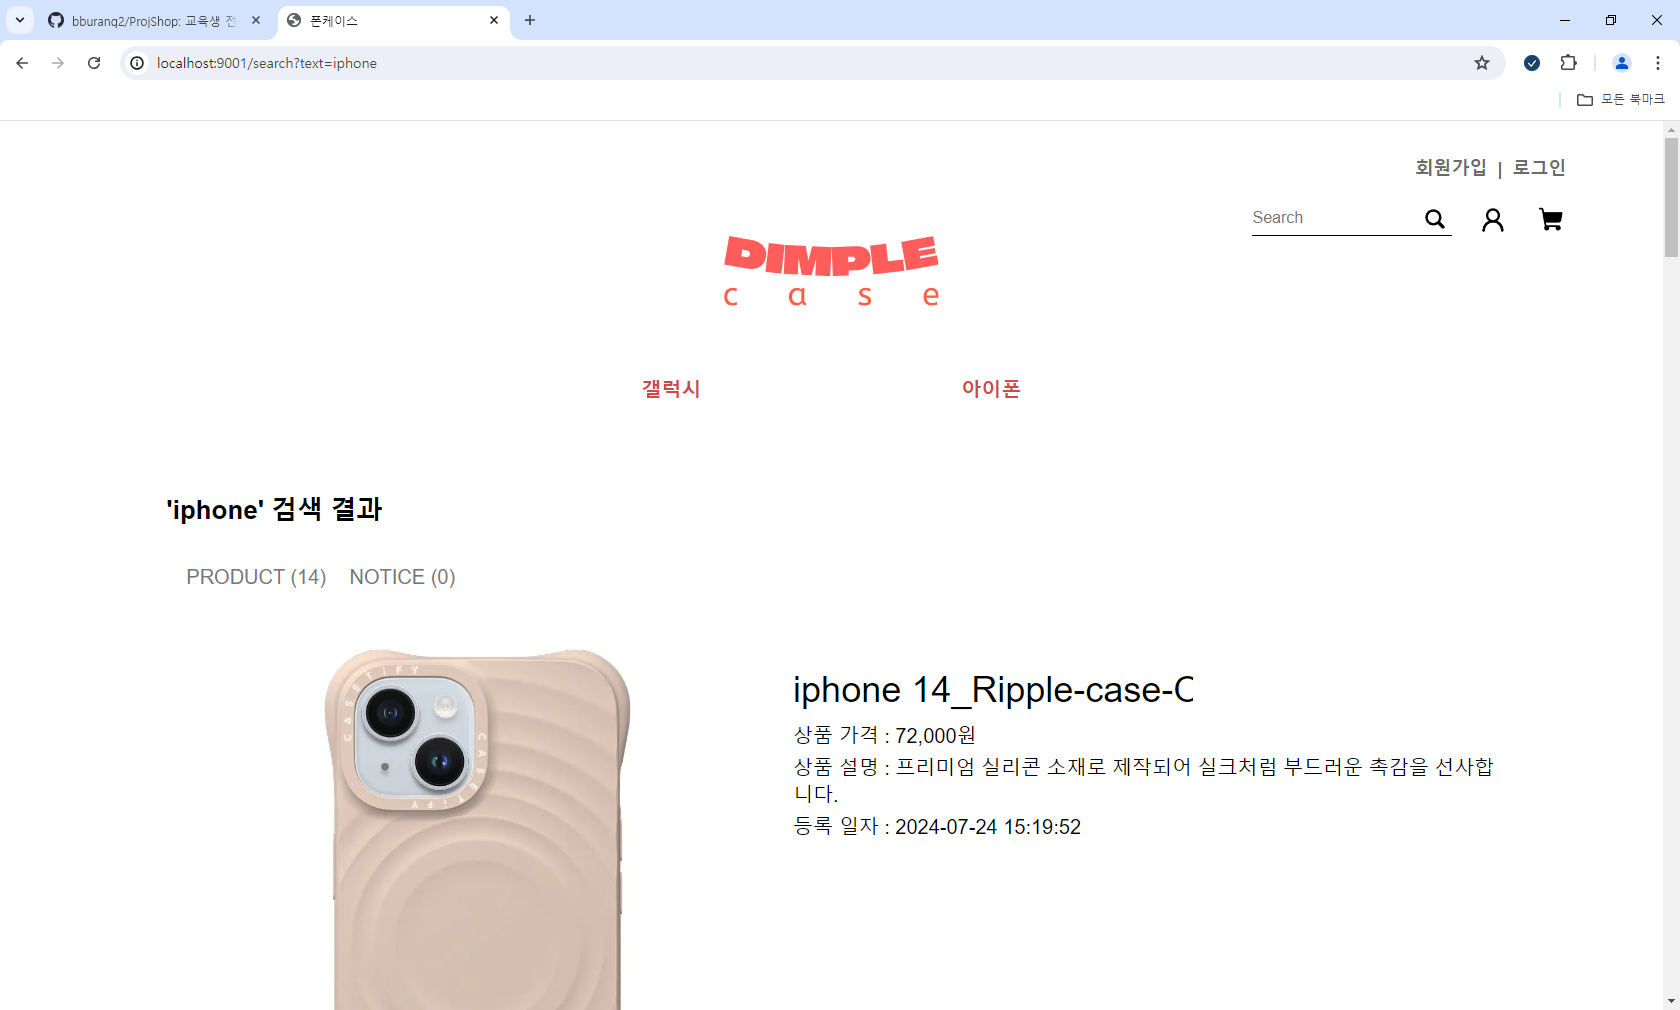 bburanq2/ProjShop: 교육생 전
폰케이스
localhost:9001/search?text=iphone
모든 북마크
회원가입 | 로그인
Search
DIMPLE
case
갤럭시 아이폰
'iphone' 검색 결과
PRODUCT (14) NOTICE (0)
CASETiFY
CASETiFY
iphone 14_Ripple-case-C
상품 가격 : 72,000원
상품 설명 : 프리미엄 실리콘 소재로 제작되어 실크처럼 부드러운 촉감을 선사합
니다.
등록 일자 : 2024-07-24 15:19:52